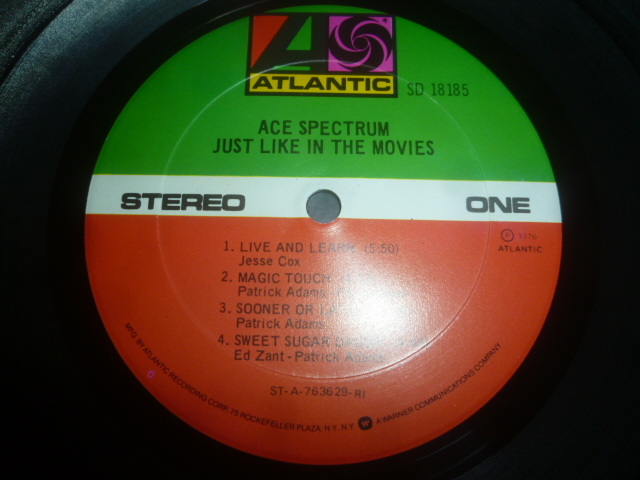 ATLANTIC
SD 18185
ACE SPECTRUM
JUST LIKE IN THE MOVIES
STEREO
ONE
℗ 1976
ATLANTIC
1. LIVE AND LEARN (5:50)
Jesse Cox
2. MAGIC TOUCH
Patrick Adams
3. SOONER OR
Patrick Adams
4. SWEET SUGAR
Ed Zant-Patrick Adams
ST-A-763629-RI
MFG. BY ATLANTIC RECORDING CORP. 75 ROCKEFELLER PLAZA, N.Y. N.Y. A WARNER COMMUNICATIONS COMPANY